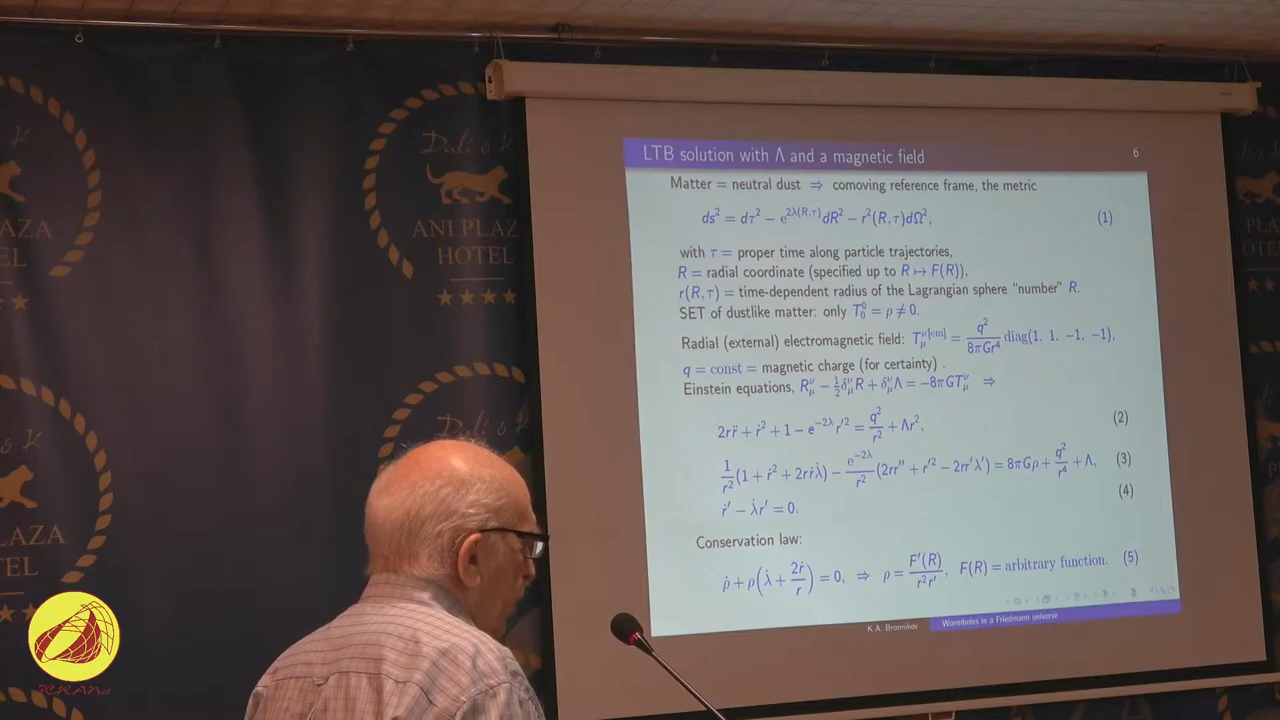 LTB solution with Λ and a magnetic field 6
Matter = neutral dust ⇒ comoving reference frame, the metric
ds² = dτ² − e^{2λ(R,τ)}dR² − r²(R,τ)dΩ², (1)
with τ = proper time along particle trajectories,
R = radial coordinate (specified up to R ↦ F(R)),
r(R,τ) = time-dependent radius of the Lagrangian sphere "number" R.
SET of dustlike matter: only T⁰₀ = ρ ≠ 0.
Radial (external) electromagnetic field: T_μ^{ν[em]} = q²/(8πGr⁴) diag(1, 1, −1, −1),
q = const = magnetic charge (for certainty) .
Einstein equations, R_μ^ν − ½δ_μ^ν R + δ_μ^ν Λ = −8πGT_μ^ν ⇒
2rr̈ + ṙ² + 1 − e^{−2λ}r′² = q²/r² + Λr², (2)
1/r² (1 + ṙ² + 2rṙλ̇) − e^{−2λ}/r² (2rr″ + r′² − 2rr′λ′) = 8πGρ + q²/r⁴ + Λ, (3)
ṙ′ − λ̇r′ = 0. (4)
Conservation law:
ρ̇ + ρ(λ̇ + 2ṙ/r) = 0, ⇒ ρ = F′(R)/(r²r′), F(R) = arbitrary function. (5)
K.A. Bronnikov Wormholes in a Friedmann universe
ANI PLAZ
HOTEL
AZA
EL
LAZA
TEL